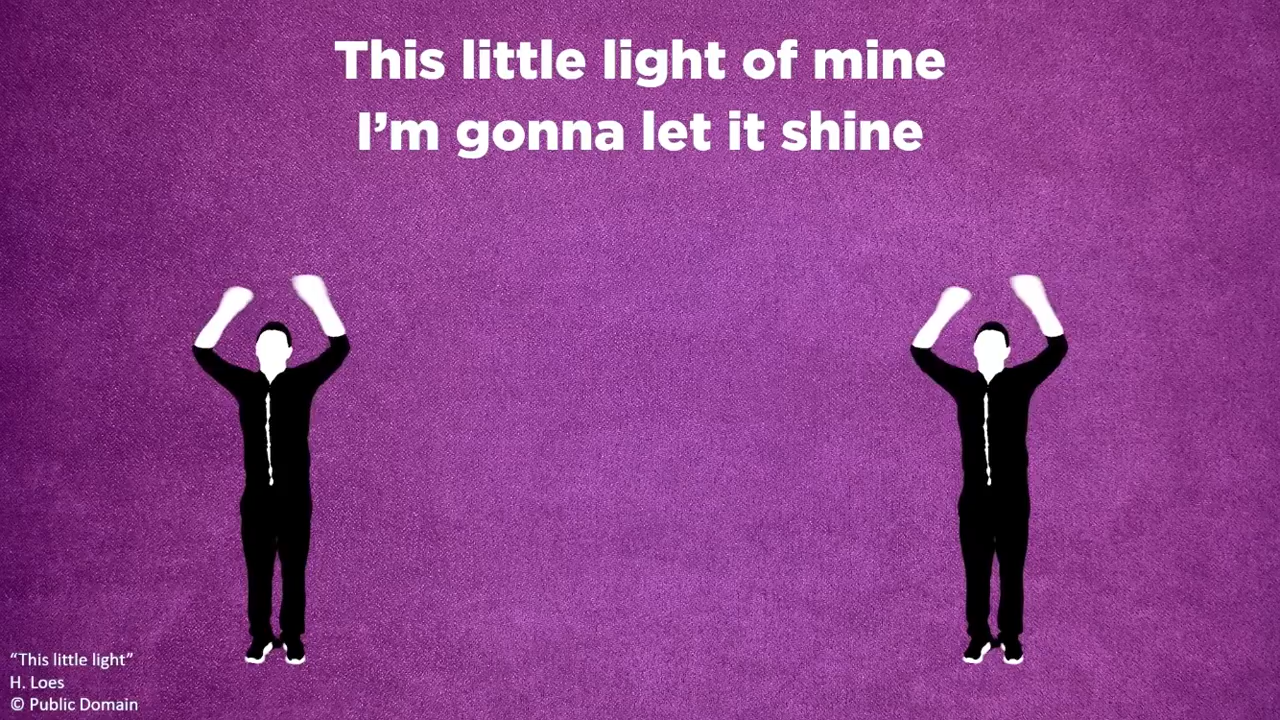 This little light of mine
I’m gonna let it shine
“This little light”
H. Loes
© Public Domain